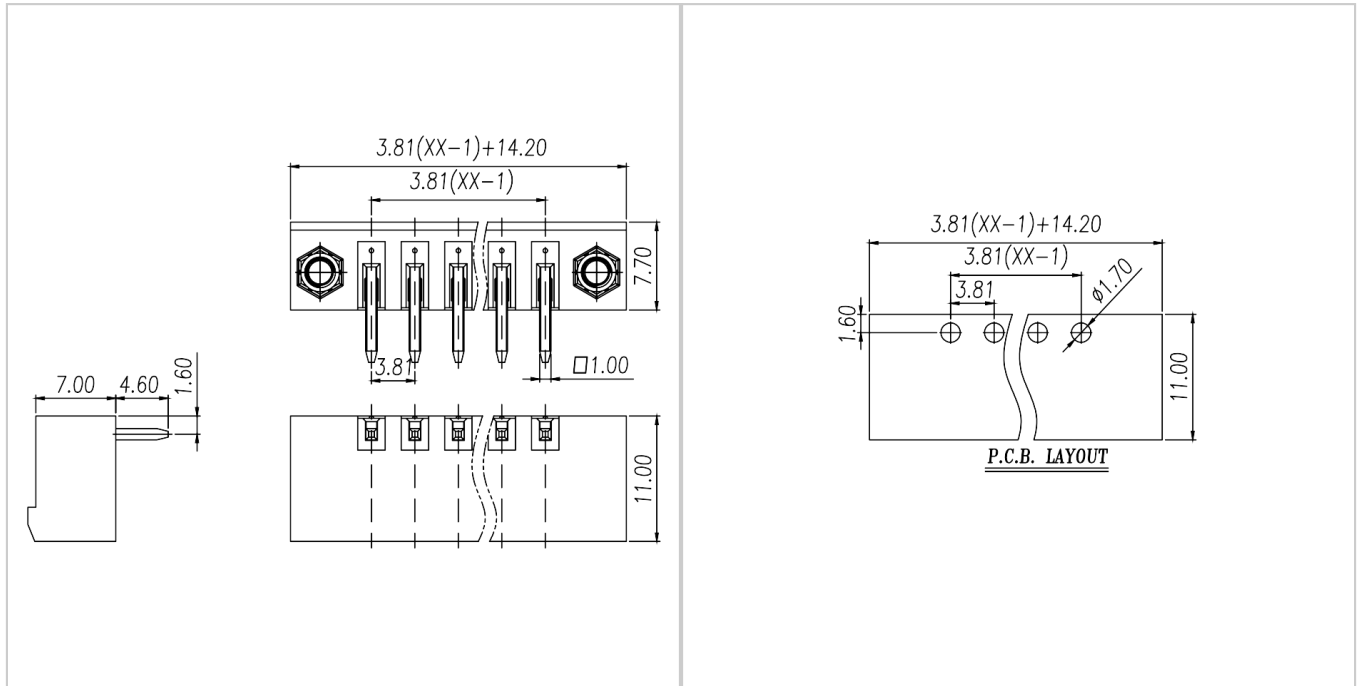 3.81(XX-1)+14.20
3.81(XX-1)
7.70
3.81
□1.00
7.00
4.60
1.60
11.00
3.81(XX-1)+14.20
3.81(XX-1)
3.81
ø1.70
1.60
11.00
P.C.B. LAYOUT